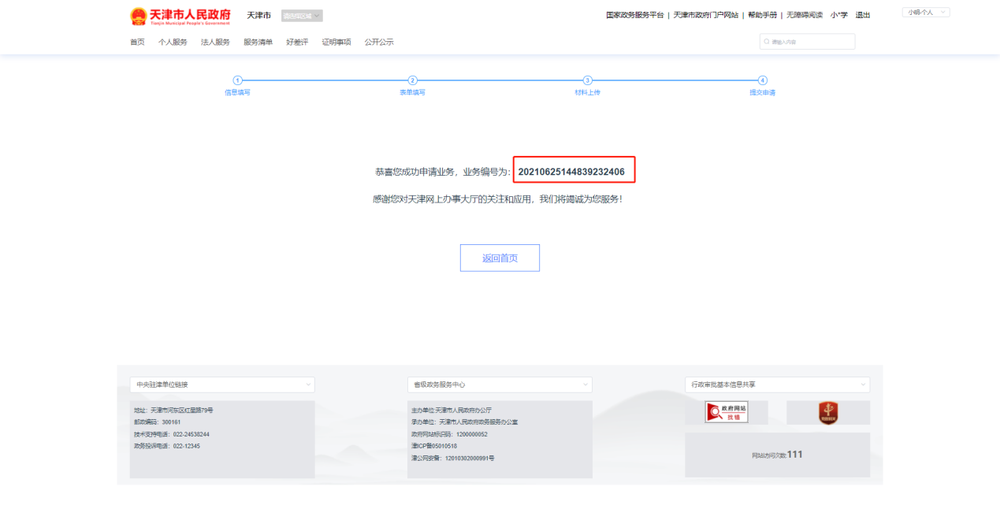 天津市人民政府
Tianjin Municipal People's Government
天津市
请选择区域
国家政务服务平台 | 天津市政府门户网站 | 帮助手册 | 无障碍阅读 小*学 退出
小明-个人
首页 个人服务 法人服务 服务清单 好差评 证明事项 公开公示
请输入内容
1 2 3 4
信息填写 表单填写 材料上传 提交申请
恭喜您成功申请业务，业务编号为： 20210625144839232406
感谢您对天津网上办事大厅的关注和应用，我们将竭诚为您服务！
返回首页
中央驻津单位链接
地址：天津市河东区红星路79号
邮政编码：300161
技术支持电话：022-24538244
政务投诉电话：022-12345
省级政务服务中心
主办单位:天津市人民政府办公厅
承办单位：天津市人民政府政务服务办公室
政府网站标识码：1200000052
津ICP备05010518
津公网安备：12010302000991号
行政审批基本信息共享
政府网站
找错
网站访问次数:111